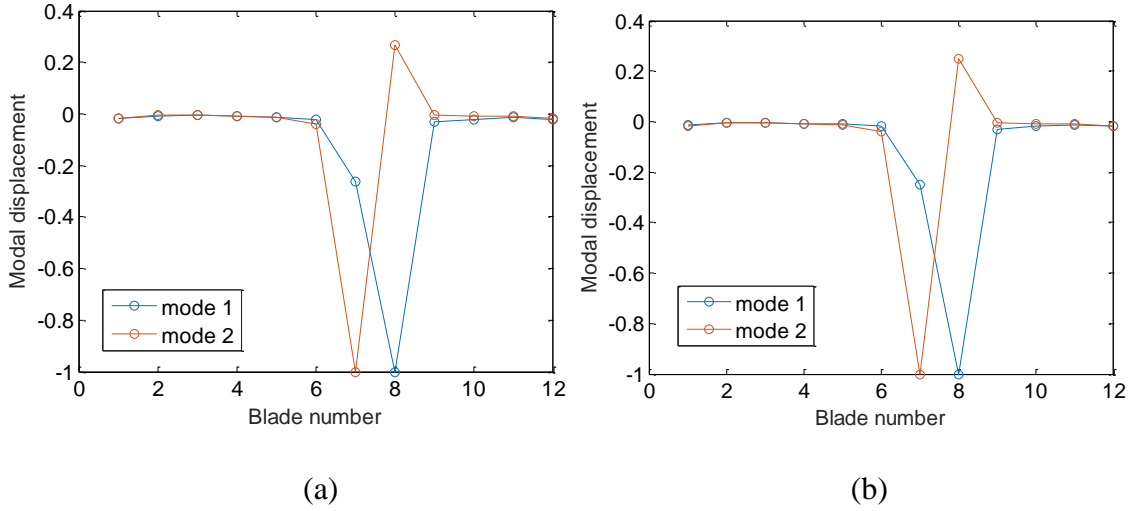 0.4
0.2
0
-0.2
-0.4
-0.6
-0.8
-1
0 2 4 6 8 10 12
Modal displacement
Blade number
mode 1
mode 2
(a)
0.4
0.2
0
-0.2
-0.4
-0.6
-0.8
-1
0 2 4 6 8 10 12
Modal displacement
Blade number
mode 1
mode 2
(b)